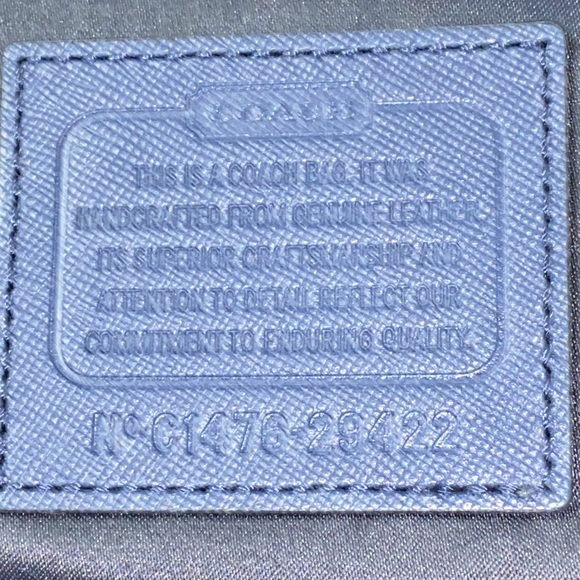 COACH
THIS IS A COACH BAG. IT WAS
HANDCRAFTED FROM GENUINE LEATHER.
ITS SUPERIOR CRAFTSMANSHIP AND
ATTENTION TO DETAIL REFLECT OUR
COMMITMENT TO ENDURING QUALITY.
Nº C1476-29422